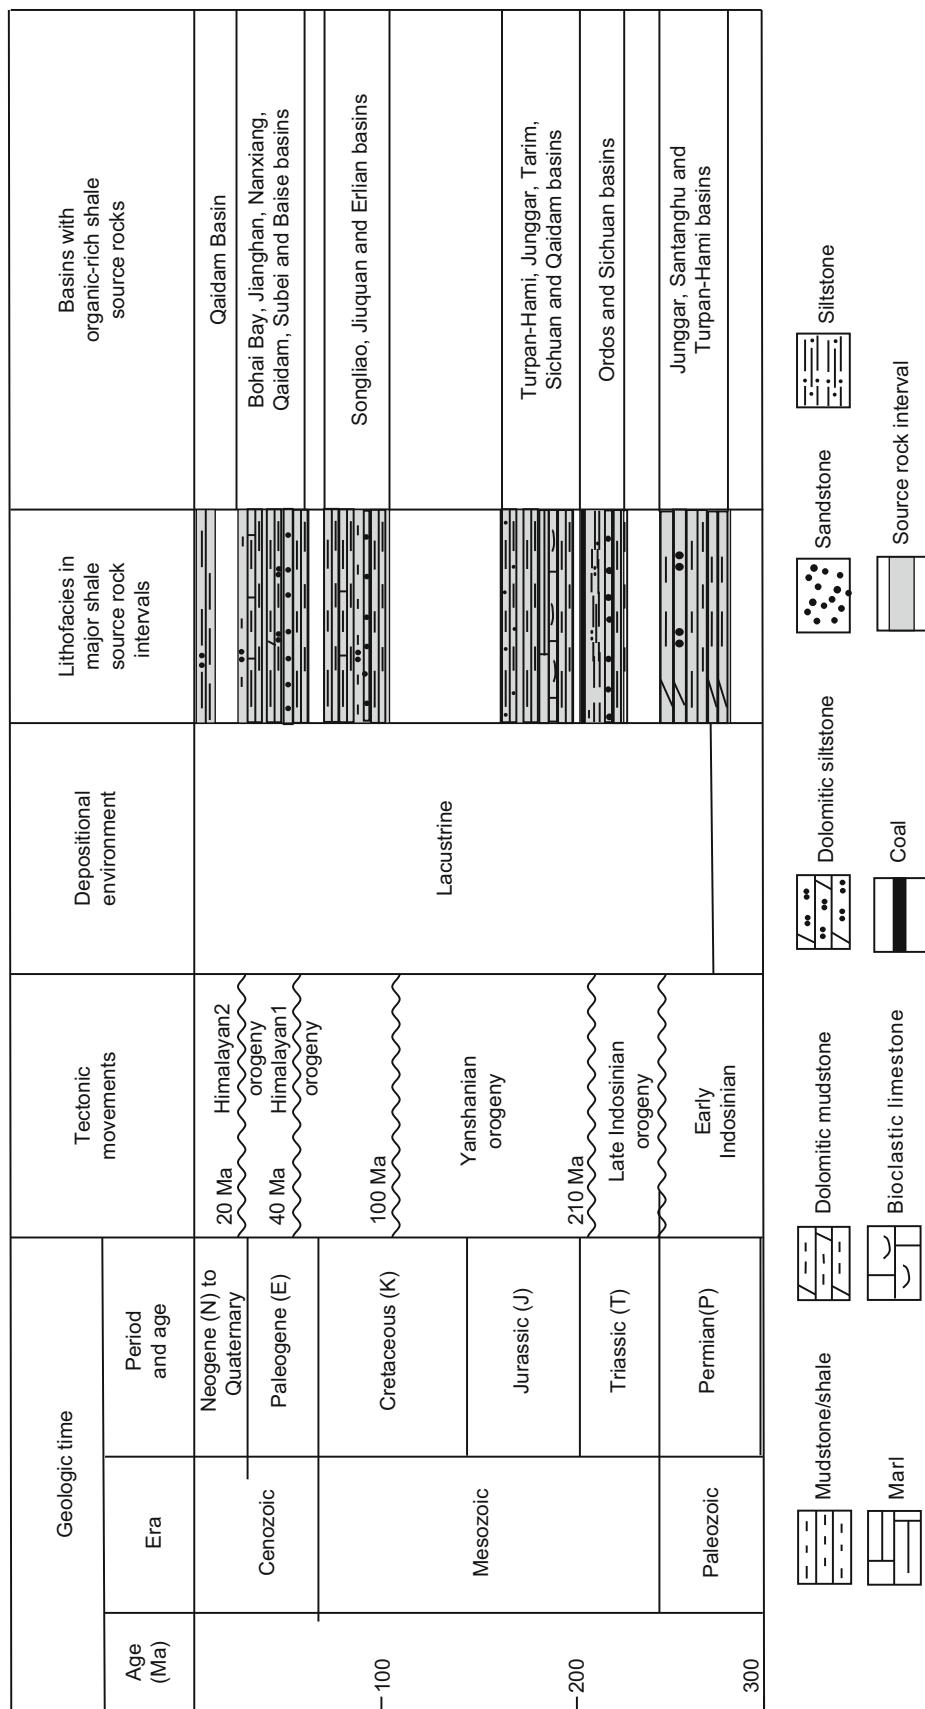 Geologic time
Tectonic
movements
Depositional
environment
Lithofacies in
major shale
source rock
intervals
Basins with
organic-rich shale
source rocks
Age
(Ma)
Era
Period
and age
100
200
300
Cenozoic
Mesozoic
Paleozoic
Neogene (N) to
Quaternary
Paleogene (E)
Cretaceous (K)
Jurassic (J)
Triassic (T)
Permian(P)
20 Ma
Himalayan2
orogeny
40 Ma
Himalayan1
orogeny
100 Ma
Yanshanian
orogeny
210 Ma
Late Indosinian
orogeny
Early
Indosinian
Lacustrine
Qaidam Basin
Bohai Bay, Jianghan, Nanxiang,
Qaidam, Subei and Baise basins
Songliao, Jiuquan and Erlian basins
Turpan-Hami, Junggar, Tarim,
Sichuan and Qaidam basins
Ordos and Sichuan basins
Junggar, Santanghu and
Turpan-Hami basins
Mudstone/shale
Dolomitic mudstone
Dolomitic siltstone
Sandstone
Siltstone
Marl
Bioclastic limestone
Coal
Source rock interval